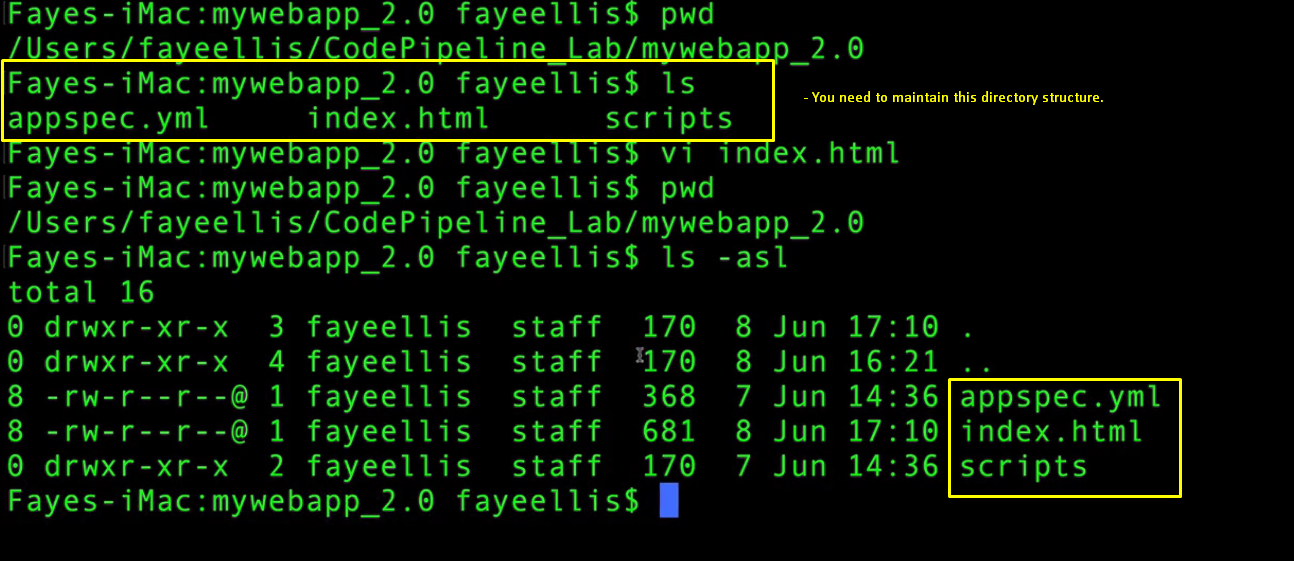 Fayes-iMac:mywebapp_2.0 fayeellis$ pwd
/Users/fayeellis/CodePipeline_Lab/mywebapp_2.0
Fayes-iMac:mywebapp_2.0 fayeellis$ ls
- You need to maintain this directory structure.
appspec.yml index.html scripts
Fayes-iMac:mywebapp_2.0 fayeellis$ vi index.html
Fayes-iMac:mywebapp_2.0 fayeellis$ pwd
/Users/fayeellis/CodePipeline_Lab/mywebapp_2.0
Fayes-iMac:mywebapp_2.0 fayeellis$ ls -asl
total 16
0 drwxr-xr-x 3 fayeellis staff 170 8 Jun 17:10 .
0 drwxr-xr-x 4 fayeellis staff 170 8 Jun 16:21 ..
8 -rw-r--r--@ 1 fayeellis staff 368 7 Jun 14:36 appspec.yml
8 -rw-r--r--@ 1 fayeellis staff 681 8 Jun 17:10 index.html
0 drwxr-xr-x 2 fayeellis staff 170 7 Jun 14:36 scripts
Fayes-iMac:mywebapp_2.0 fayeellis$